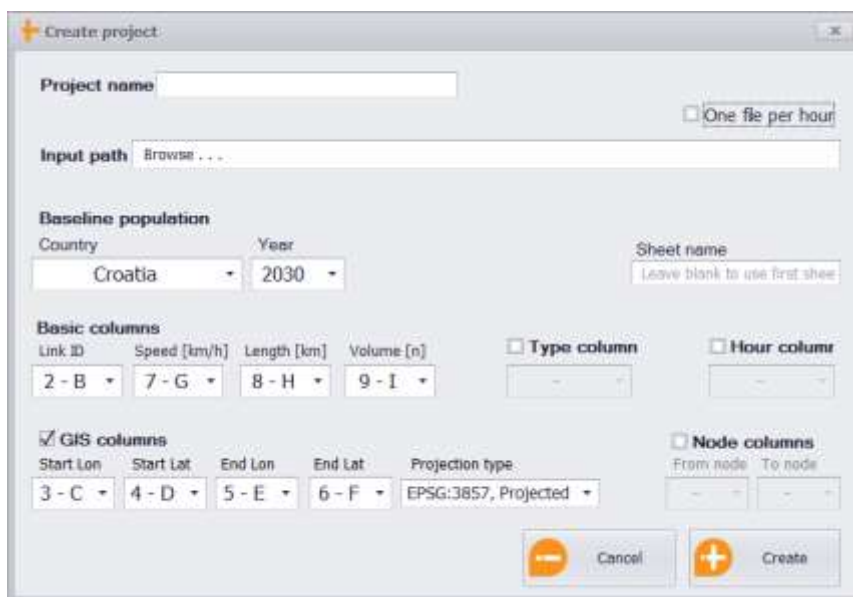 Create project
Project name
One file per hour
Input path Browse . . .
Baseline population
Country Year Sheet name
Croatia 2030 Leave blank to use first shee
Basic columns
Link ID Speed [km/h] Length [km] Volume [n] Type column Hour column
2 - B 7 - G 8 - H 9 - I - -
GIS columns Node columns
Start Lon Start Lat End Lon End Lat Projection type From node To node
3 - C 4 - D 5 - E 6 - F EPSG:3857, Projected - -
Cancel Create